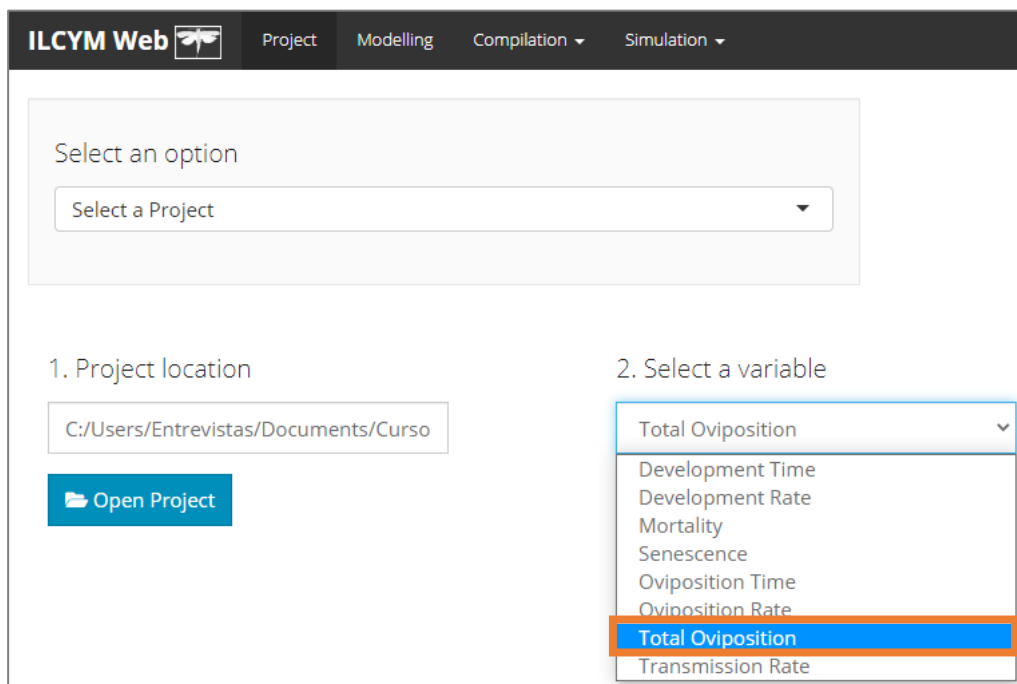 ILCYM Web Project Modelling Compilation Simulation
Select an option
Select a Project
1. Project location
C:/Users/Entrevistas/Documents/Curso
Open Project
2. Select a variable
Total Oviposition
Development Time
Development Rate
Mortality
Senescence
Oviposition Time
Oviposition Rate
Total Oviposition
Transmission Rate